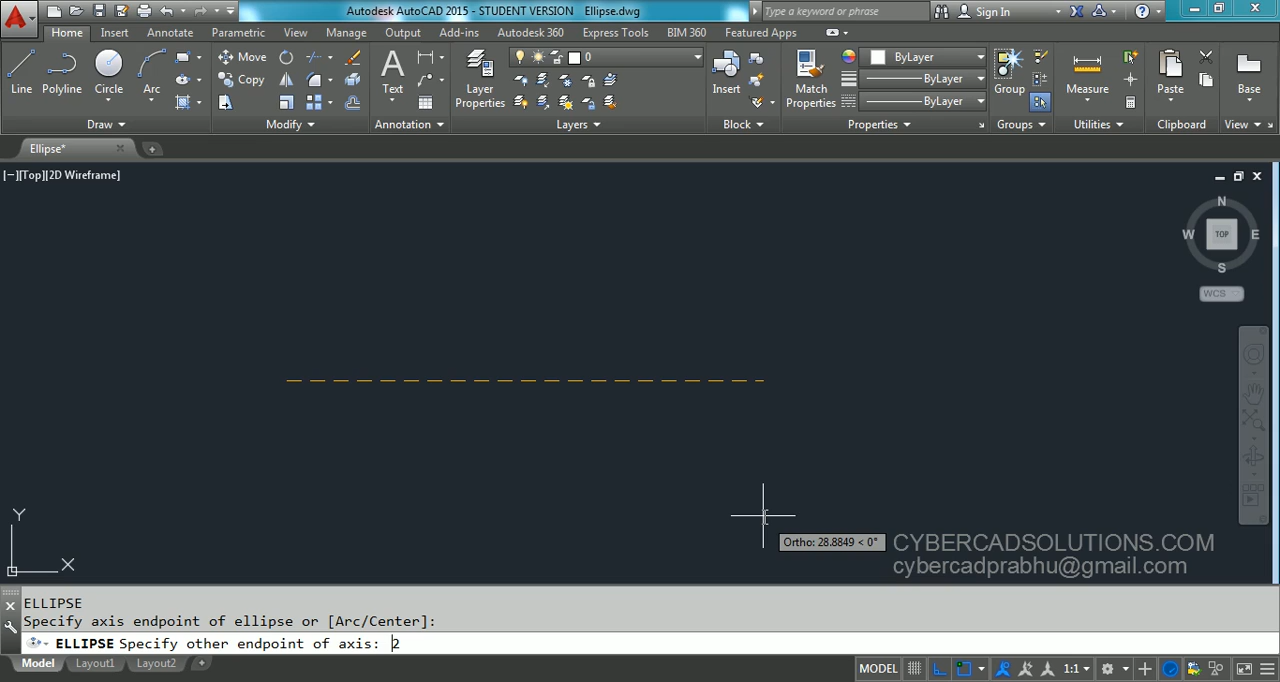 Autodesk AutoCAD 2015 - STUDENT VERSION Ellipse.dwg
Type a keyword or phrase
Sign In
Home Insert Annotate Parametric View Manage Output Add-ins Autodesk 360 Express Tools BIM 360 Featured Apps
Line
Polyline
Circle
Arc
Draw
Move
Copy
Modify
Text
Annotation
Layer
Properties
0
Layers
Insert
Block
Match
Properties
ByLayer
ByLayer
ByLayer
Properties
Group
Groups
Measure
Utilities
Paste
Clipboard
Base
View
Ellipse*
[−][Top][2D Wireframe]
N
W TOP E
S
WCS
Y
X
Ortho: 28.8849 < 0°
CYBERCADSOLUTIONS.COM
cybercadprabhu@gmail.com
ELLIPSE
Specify axis endpoint of ellipse or [Arc/Center]:
ELLIPSE Specify other endpoint of axis: 2
Model Layout1 Layout2 +
MODEL 1:1